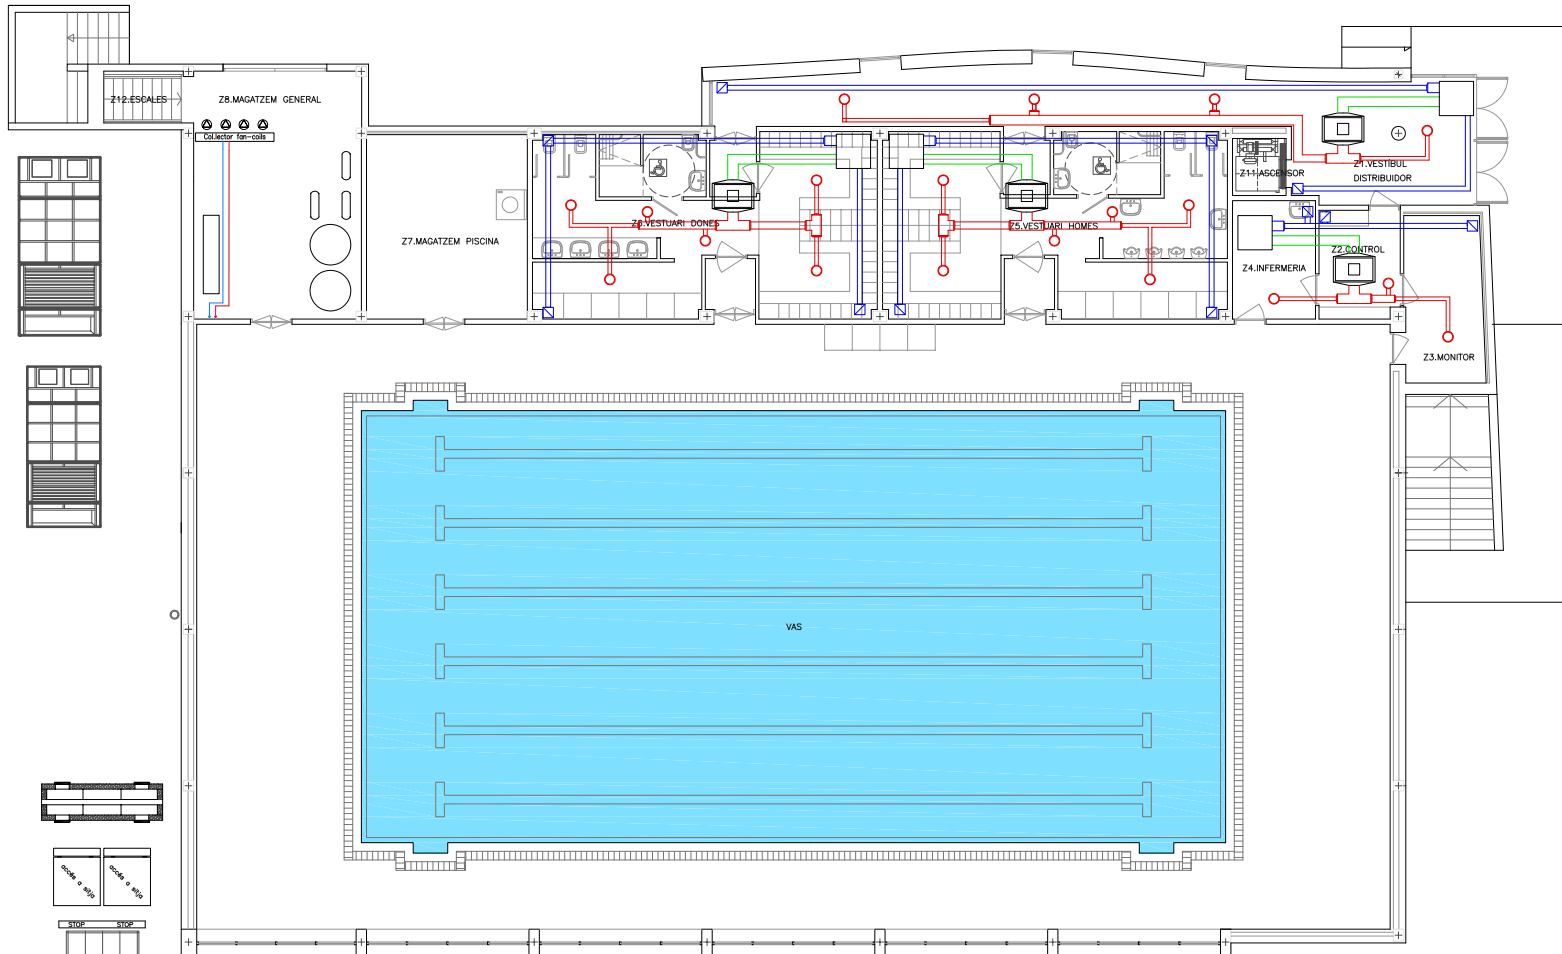 Z12.ESCALES
Z8.MAGATZEM GENERAL
Col.lector fan-coils
Z7.MAGATZEM PISCINA
Z6.VESTUARI DONES
Z5.VESTUARI HOMES
Z11.ASCENSOR
Z1.VESTÍBUL
DISTRIBUIDOR
Z2.CONTROL
Z4.INFERMERIA
Z3.MONITOR
VAS
accés a sitja
accés a sitja
STOP
STOP